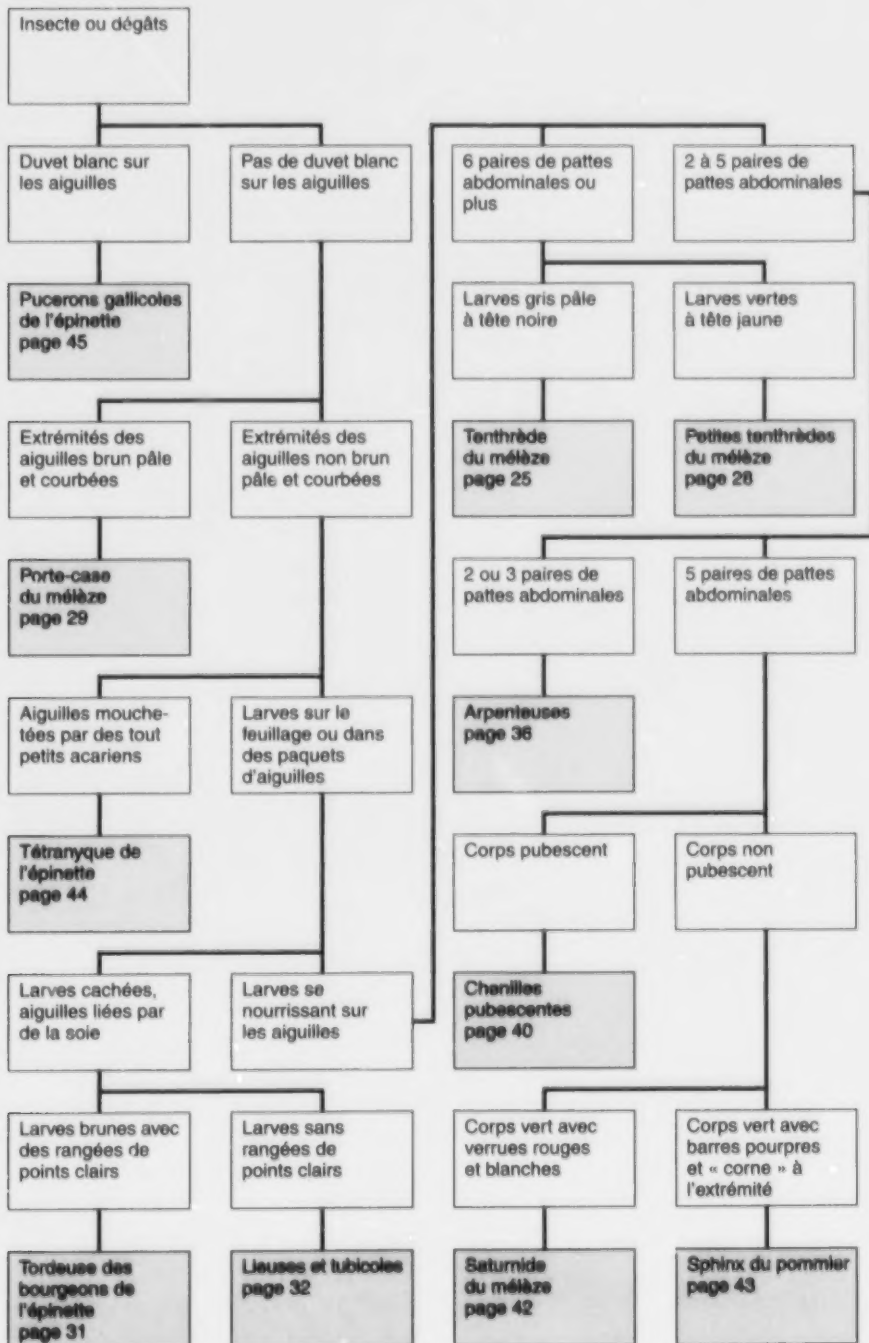 Insecte ou dégâts
Duvet blanc sur
les aiguilles
Pas de duvet blanc
sur les aiguilles
Pucerons gallicoles
de l'épinette
page 45
Extrémités des
aiguilles brun pâle
et courbées
Extrémités des
aiguilles non brun
pâle et courbées
Porte-case
du mélèze
page 29
Aiguilles mouche-
tées par des tout
petits acariens
Larves sur le
feuillage ou dans
des paquets
d'aiguilles
Tétranyque de
l'épinette
page 44
Larves cachées,
aiguilles liées par
de la soie
Larves se
nourrissant sur
les aiguilles
Larves brunes avec
des rangées de
points clairs
Larves sans
rangées de
points clairs
Tordeuse des
bourgeons de
l'épinette
page 31
Lieuses et tubicoles
page 32
6 paires de pattes
abdominales ou
plus
2 à 5 paires de
pattes abdominales
Larves gris pâle
à tête noire
Larves vertes
à tête jaune
Tenthrède
du mélèze
page 25
Petites tenthrèdes
du mélèze
page 28
2 ou 3 paires de
pattes abdominales
5 paires de pattes
abdominales
Arpenteuses
page 36
Corps pubescent
Corps non
pubescent
Chenilles
pubescentes
page 40
Corps vert avec
verrues rouges
et blanches
Corps vert avec
barres pourpres
et « corne » à
l'extrémité
Saturnide
du mélèze
page 42
Sphinx du pommier
page 43